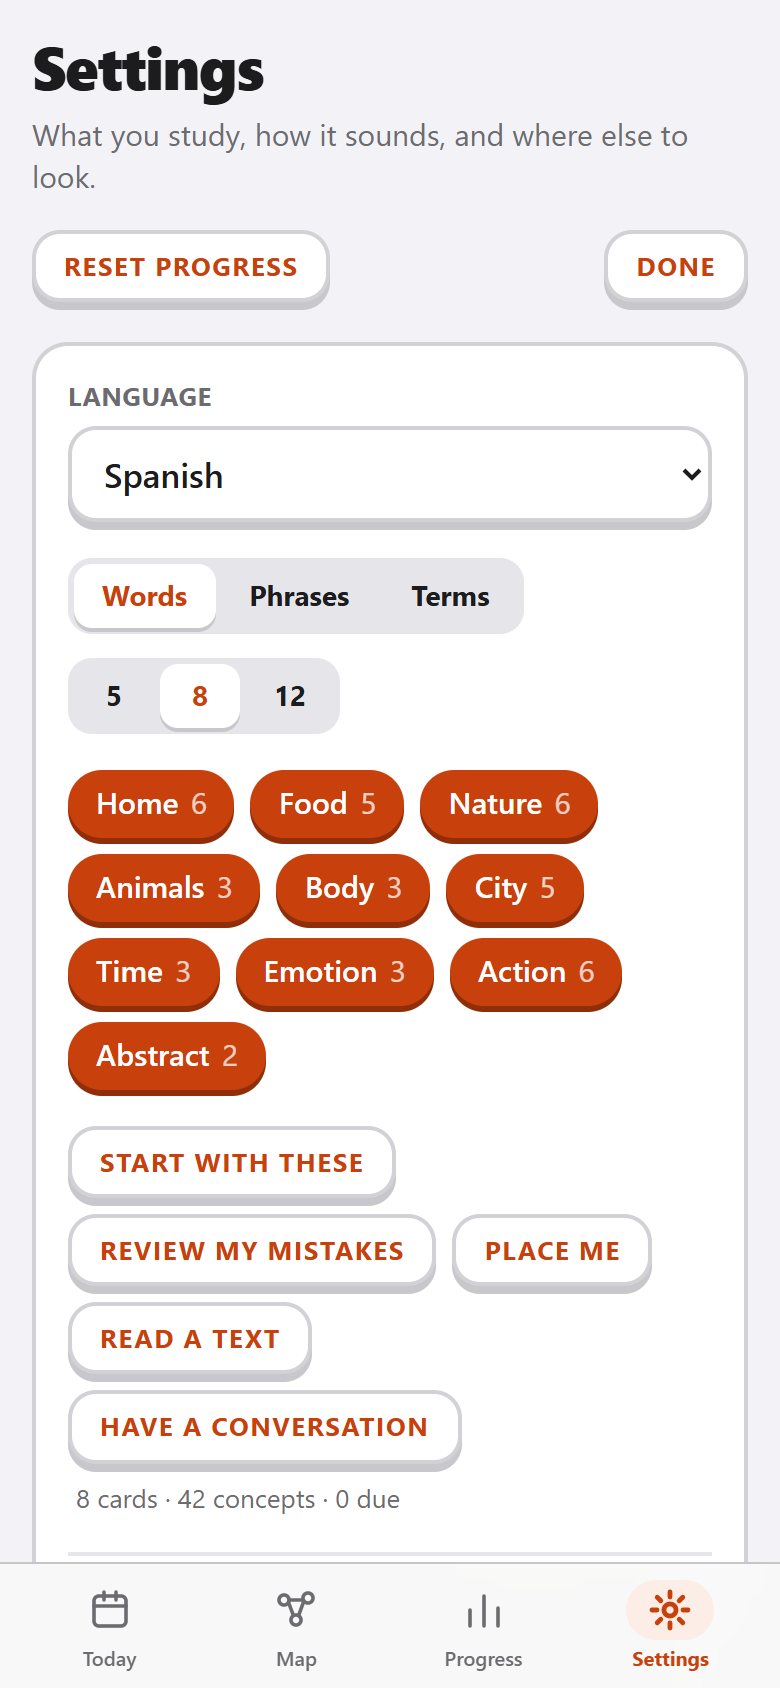 Settings
What you study, how it sounds, and where else to
look.
RESET PROGRESS
DONE
LANGUAGE
Spanish
Words Phrases Terms
5 8 12
Home 6 Food 5 Nature 6
Animals 3 Body 3 City 5
Time 3 Emotion 3 Action 6
Abstract 2
START WITH THESE
REVIEW MY MISTAKES PLACE ME
READ A TEXT
HAVE A CONVERSATION
8 cards · 42 concepts · 0 due
Today Map Progress Settings